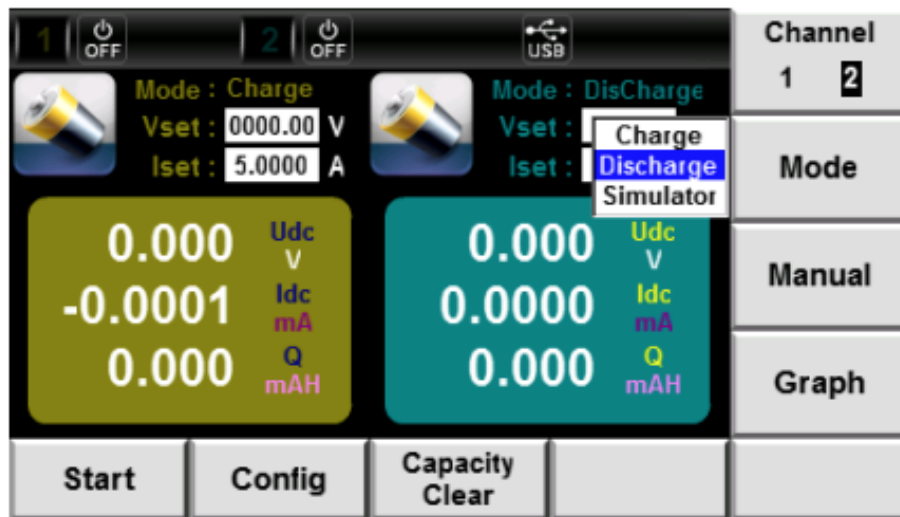 1 OFF 2 OFF USB
Channel
1 2
Mode : Charge
Vset : 0000.00 V
Iset : 5.0000 A
Mode : DisCharge
Vset :
Iset :
Charge
Discharge
Simulator
0.000 Udc V
-0.0001 Idc mA
0.000 Q mAH
0.000 Udc V
0.0000 Idc mA
0.000 Q mAH
Mode
Manual
Graph
Start
Config
Capacity
Clear